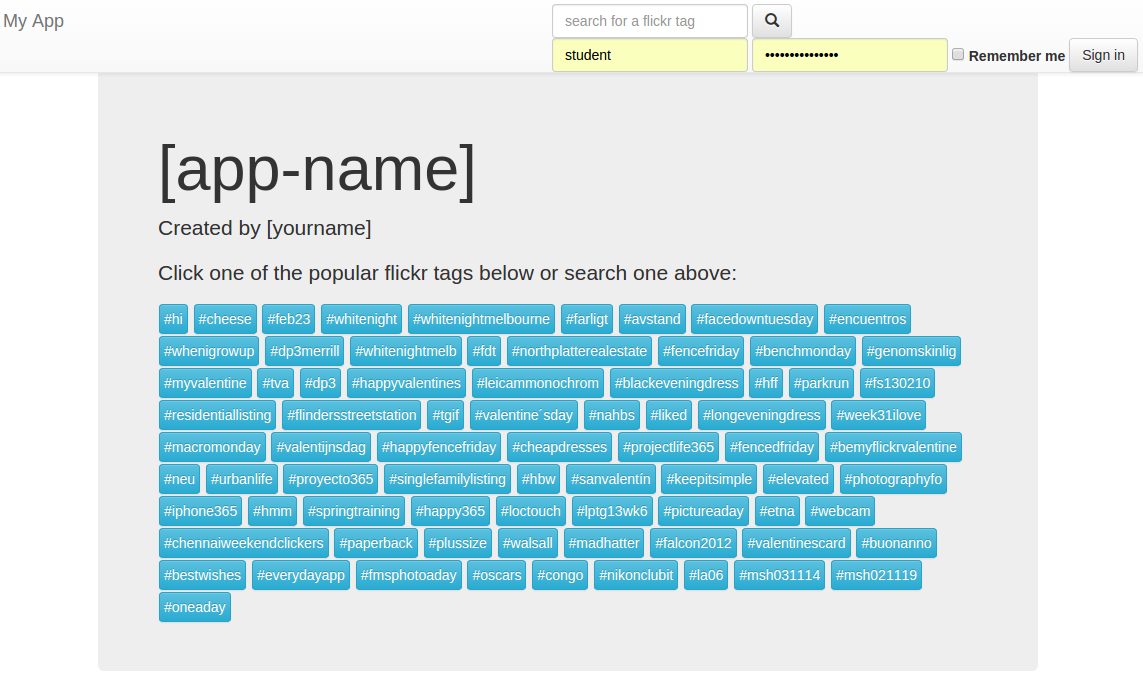 My App
search for a flickr tag
student ••••••••••••••• Remember me Sign in
[app-name]
Created by [yourname]
Click one of the popular flickr tags below or search one above:
#hi #cheese #feb23 #whitenight #whitenightmelbourne #farligt #avstand #facedowntuesday #encuentros
#whenigrowup #dp3merrill #whitenightmelb #fdt #northplatterealestate #fencefriday #benchmonday #genomskinlig
#myvalentine #tva #dp3 #happyvalentines #leicammonochrom #blackeveningdress #hff #parkrun #fs130210
#residentiallisting #flindersstreetstation #tgif #valentine´sday #nahbs #liked #longeveningdress #week31ilove
#macromonday #valentijnsdag #happyfencefriday #cheapdresses #projectlife365 #fencedfriday #bemyflickrvalentine
#neu #urbanlife #proyecto365 #singlefamilylisting #hbw #sanvalentín #keepitsimple #elevated #photographyfo
#iphone365 #hmm #springtraining #happy365 #loctouch #lptg13wk6 #pictureaday #etna #webcam
#chennaiweekendclickers #paperback #plussize #walsall #madhatter #falcon2012 #valentinescard #buonanno
#bestwishes #everydayapp #fmsphotoaday #oscars #congo #nikonclubit #la06 #msh031114 #msh021119
#oneaday